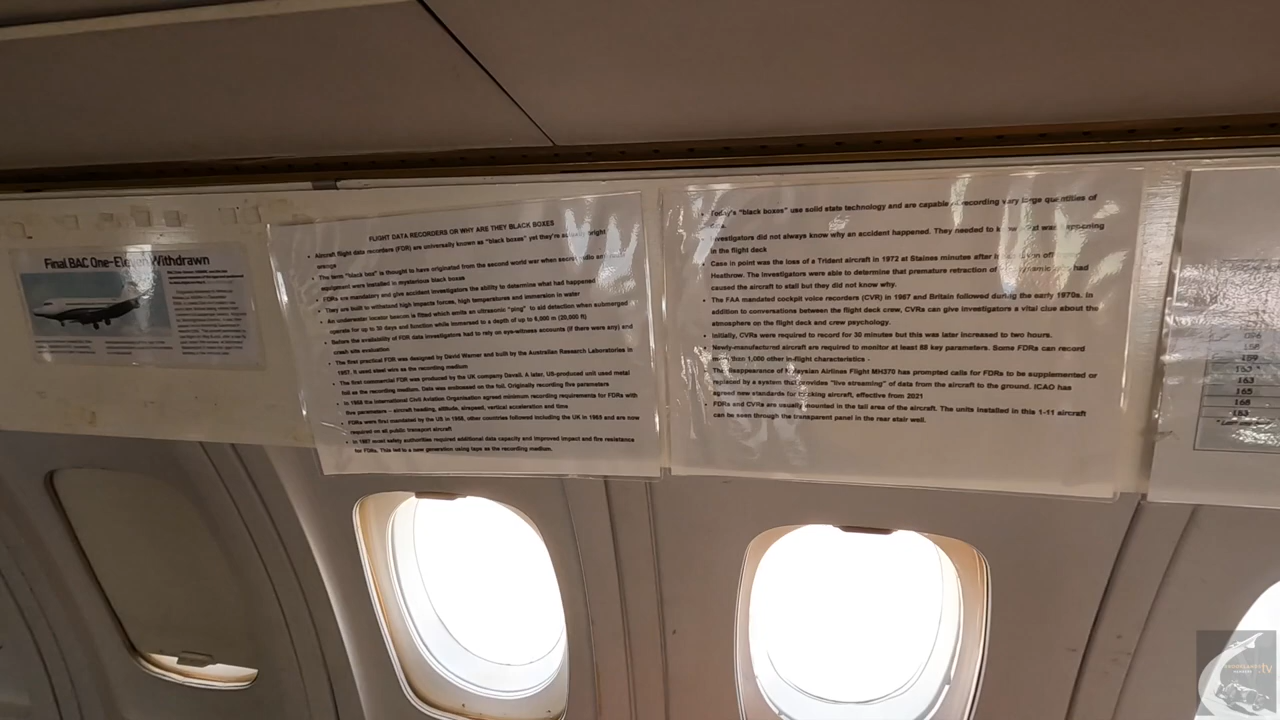 Final BAC One-Eleven Withdrawn
FLIGHT DATA RECORDERS OR WHY ARE THEY BLACK BOXES
Aircraft flight data recorders (FDR) are universally known as "black boxes" yet they're actually bright
orange
The term "black box" is thought to have originated from the second world war when secret radio and radar
equipment were installed in mysterious black boxes
FDRs are mandatory and give accident investigators the ability to determine what had happened
They are built to withstand high impacts forces, high temperatures and immersion in water
An underwater locator beacon is fitted which emits an ultrasonic "ping" to aid detection when submerged
operate for up to 30 days and function while immersed to a depth of up to 6,000 m (20,000 ft)
Before the availability of FDR data investigators had to rely on eye-witness accounts (if there were any) and
crash site evaluation
The first practical FDR was designed by David Warner and built by the Australian Research Laboratories in
1957. It used steel wire as the recording medium
The first commercial FDR was produced by the UK company Davall. A later, US-produced unit used metal
foil as the recording medium. Data was embossed on the foil. Originally recording five parameters
In 1958 the International Civil Aviation Organisation agreed minimum recording requirements for FDRs with
five parameters – aircraft heading, altitude, airspeed, vertical acceleration and time
FDRs were first mandated by the US in 1958, other countries followed including the UK in 1965 and are now
required on all public transport aircraft
In 1987 most safety authorities required additional data capacity and improved impact and fire resistance
for FDRs. This led to a new generation using tape as the recording medium.
Today's "black boxes" use solid state technology and are capable of recording vary large quantities of
data.
Investigators did not always know why an accident happened. They needed to know what was happening
in the flight deck
Case in point was the loss of a Trident aircraft in 1972 at Staines minutes after it had taken off
Heathrow. The investigators were able to determine that premature retraction of had
caused the aircraft to stall but they did not know why.
The FAA mandated cockpit voice recorders (CVR) in 1967 and Britain followed during the early 1970s. In
addition to conversations between the flight deck crew, CVRs can give investigators a vital clue about the
atmosphere on the flight deck and crew psychology.
Initially, CVRs were required to record for 30 minutes but this was later increased to two hours.
Newly-manufactured aircraft are required to monitor at least 88 key parameters. Some FDRs can record
more than 1,000 other in-flight characteristics -
The disappearance of Malaysian Airlines Flight MH370 has prompted calls for FDRs to be supplemented or
replaced by a system that provides "live streaming" of data from the aircraft to the ground. ICAO has
agreed new standards for tracking aircraft, effective from 2021
FDRs and CVRs are usually mounted in the tail area of the aircraft. The units installed in this 1-11 aircraft
can be seen through the transparent panel in the rear stair well.
158
159
163
165
168
183